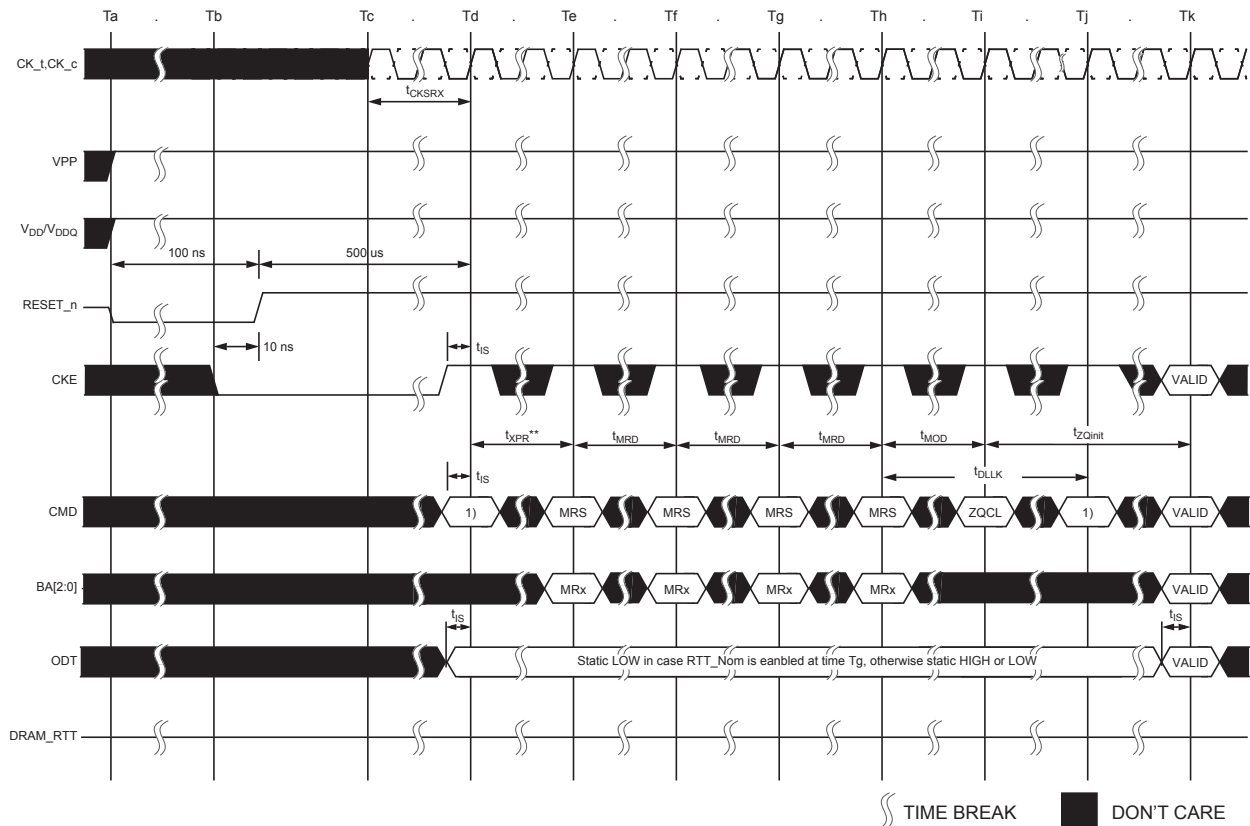 Ta . Tb Tc . Td . Te . Tf . Tg . Th . Ti . Tj . Tk
CK_t,CK_c
tCKSRX
VPP
VDD/VDDQ
100 ns 500 us
RESET_n
10 ns tIS
CKE VALID
tXPR** tMRD tMRD tMRD tMOD tZQinit
tIS tDLLK
CMD 1) MRS MRS MRS MRS ZQCL 1) VALID
BA[2:0] MRx MRx MRx MRx VALID
tIS tIS
ODT Static LOW in case RTT_Nom is eanbled at time Tg, otherwise static HIGH or LOW VALID
DRAM_RTT
TIME BREAK DON'T CARE